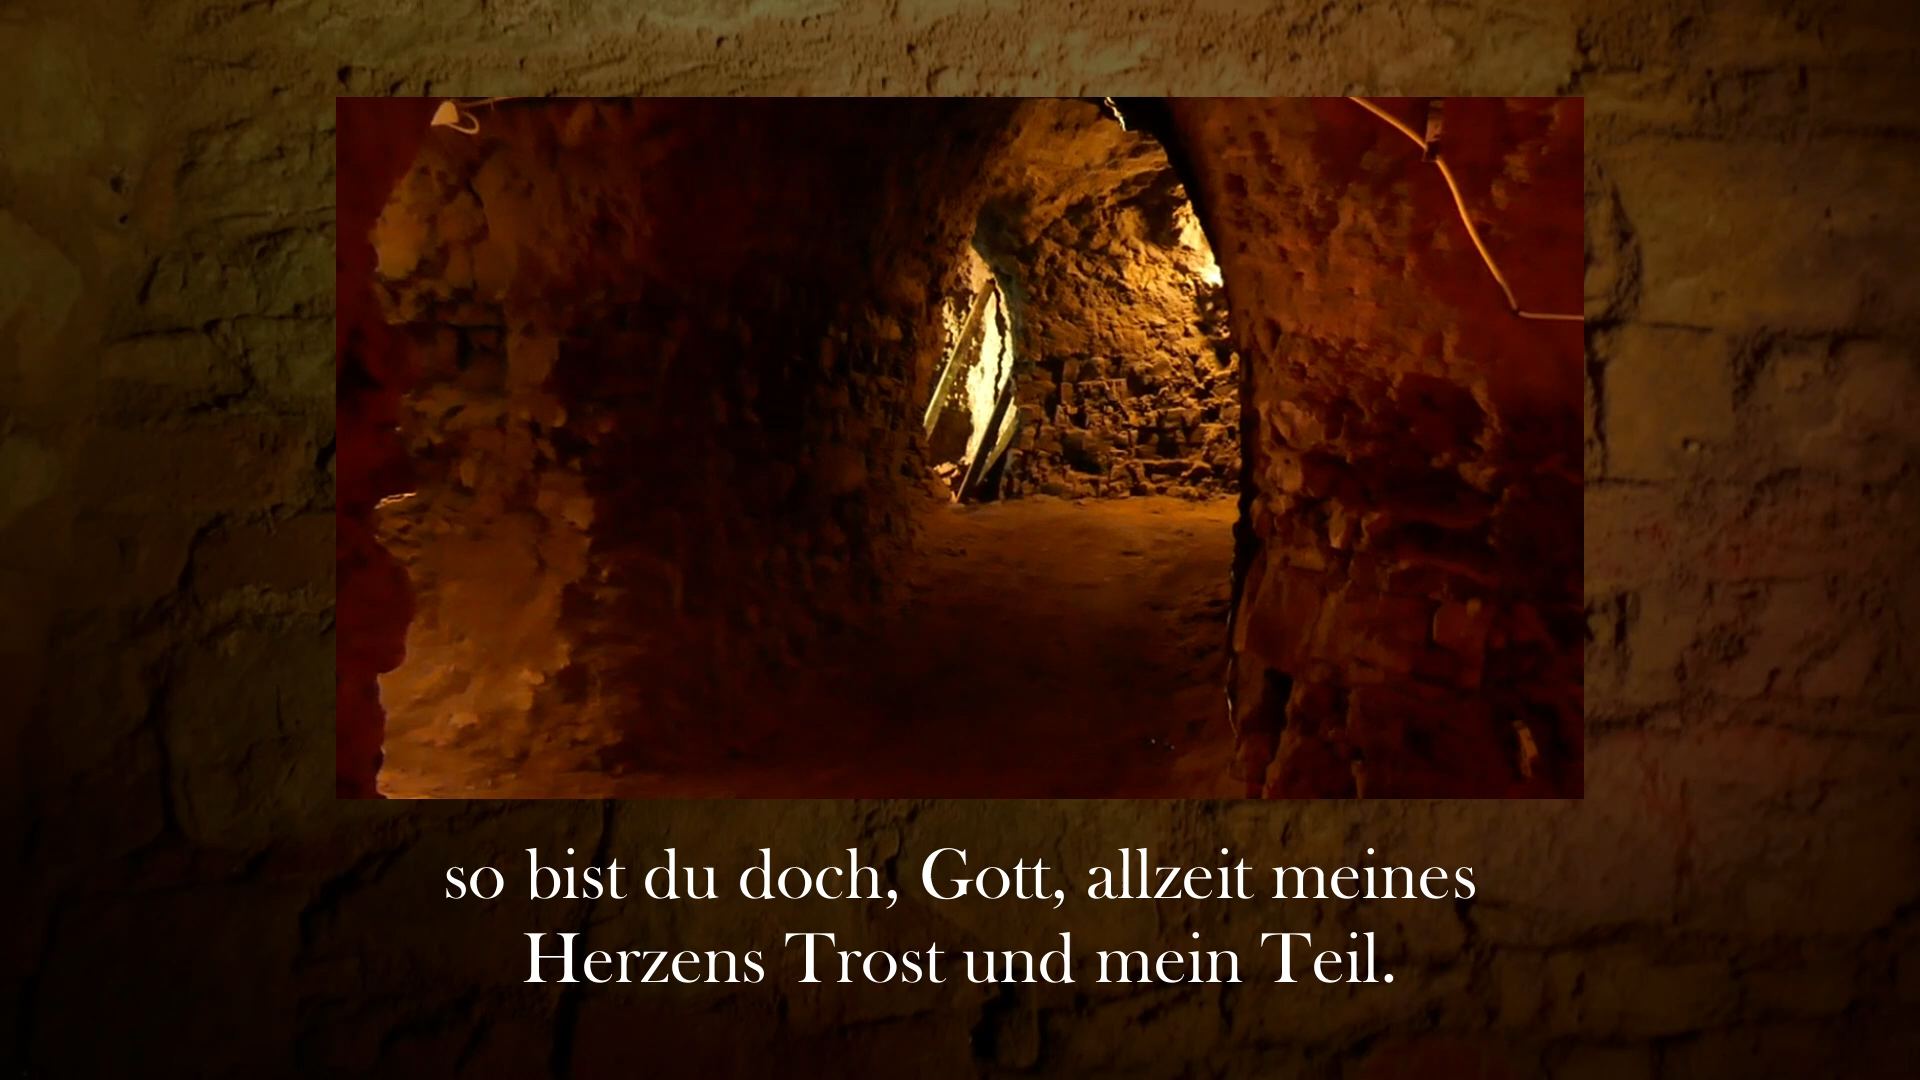 so bist du doch, Gott, allzeit meines
Herzens Trost und mein Teil.